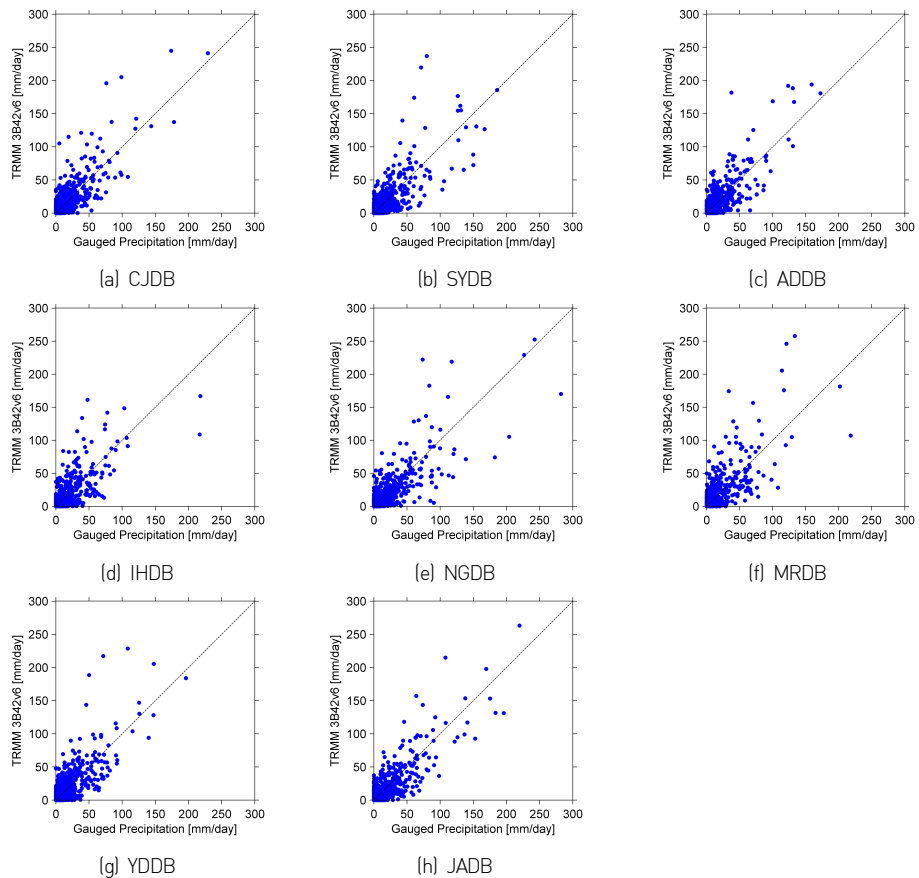 300
250
200
150
100
50
0
TRMM 3B42v6 [mm/day]
0 50 100 150 200 250 300
Gauged Precipitation [mm/day]
(a) CJDB
300
250
200
150
100
50
0
TRMM 3B42v6 [mm/day]
0 50 100 150 200 250 300
Gauged Precipitation [mm/day]
(b) SYDB
300
250
200
150
100
50
0
TRMM 3B42v6 [mm/day]
0 50 100 150 200 250 300
Gauged Precipitation [mm/day]
(c) ADDB
300
250
200
150
100
50
0
TRMM 3B42v6 [mm/day]
0 50 100 150 200 250 300
Gauged Precipitation [mm/day]
(d) IHDB
300
250
200
150
100
50
0
TRMM 3B42v6 [mm/day]
0 50 100 150 200 250 300
Gauged Precipitation [mm/day]
(e) NGDB
300
250
200
150
100
50
0
TRMM 3B42v6 [mm/day]
0 50 100 150 200 250 300
Gauged Precipitation [mm/day]
(f) MRDB
300
250
200
150
100
50
0
TRMM 3B42v6 [mm/day]
0 50 100 150 200 250 300
Gauged Precipitation [mm/day]
(g) YDDB
300
250
200
150
100
50
0
TRMM 3B42v6 [mm/day]
0 50 100 150 200 250 300
Gauged Precipitation [mm/day]
(h) JADB